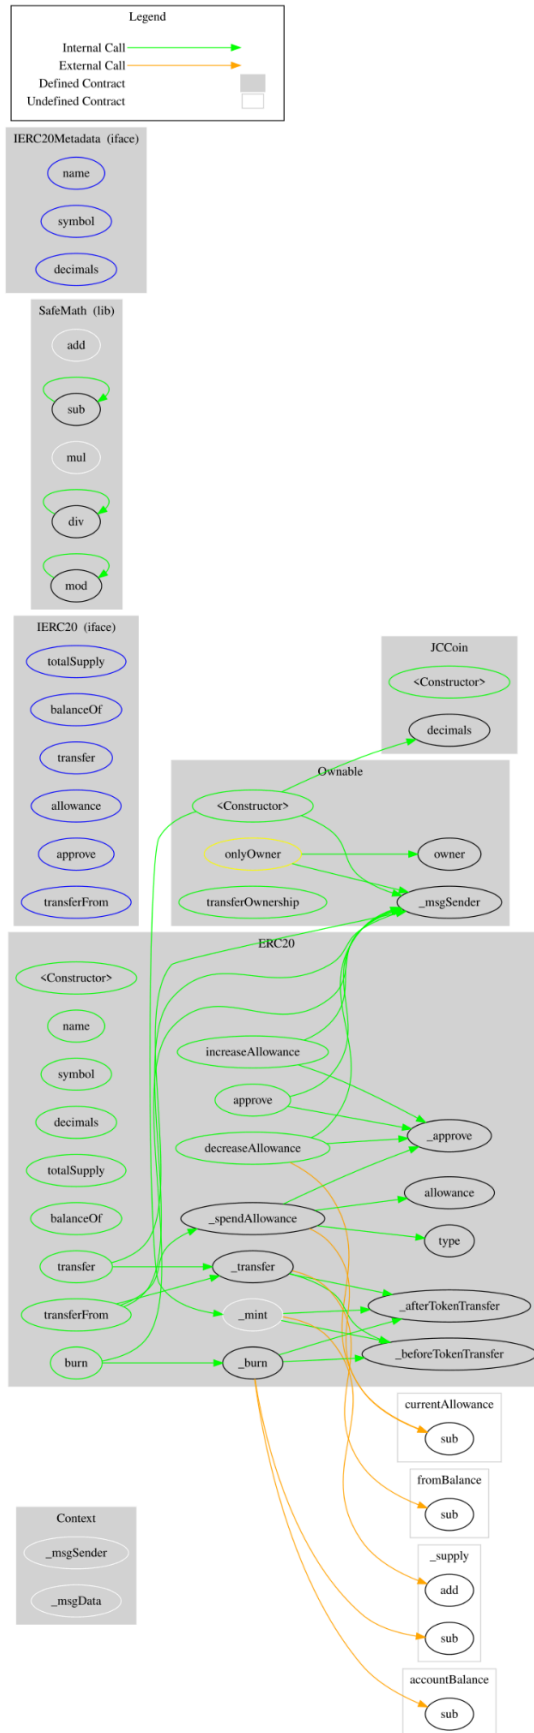 Legend
Internal Call
External Call
Defined Contract
Undefined Contract
IERC20Metadata (iface)
name
symbol
decimals
SafeMath (lib)
add
sub
mul
div
mod
IERC20 (iface)
totalSupply
balanceOf
transfer
allowance
approve
transferFrom
JCCoin
<Constructor>
decimals
Ownable
<Constructor>
onlyOwner
owner
transferOwnership
_msgSender
ERC20
<Constructor>
name
symbol
decimals
totalSupply
balanceOf
transfer
transferFrom
burn
increaseAllowance
approve
decreaseAllowance
_spendAllowance
_transfer
_mint
_burn
_approve
allowance
type
_afterTokenTransfer
_beforeTokenTransfer
currentAllowance
sub
fromBalance
sub
_supply
add
sub
accountBalance
sub
Context
_msgSender
_msgData